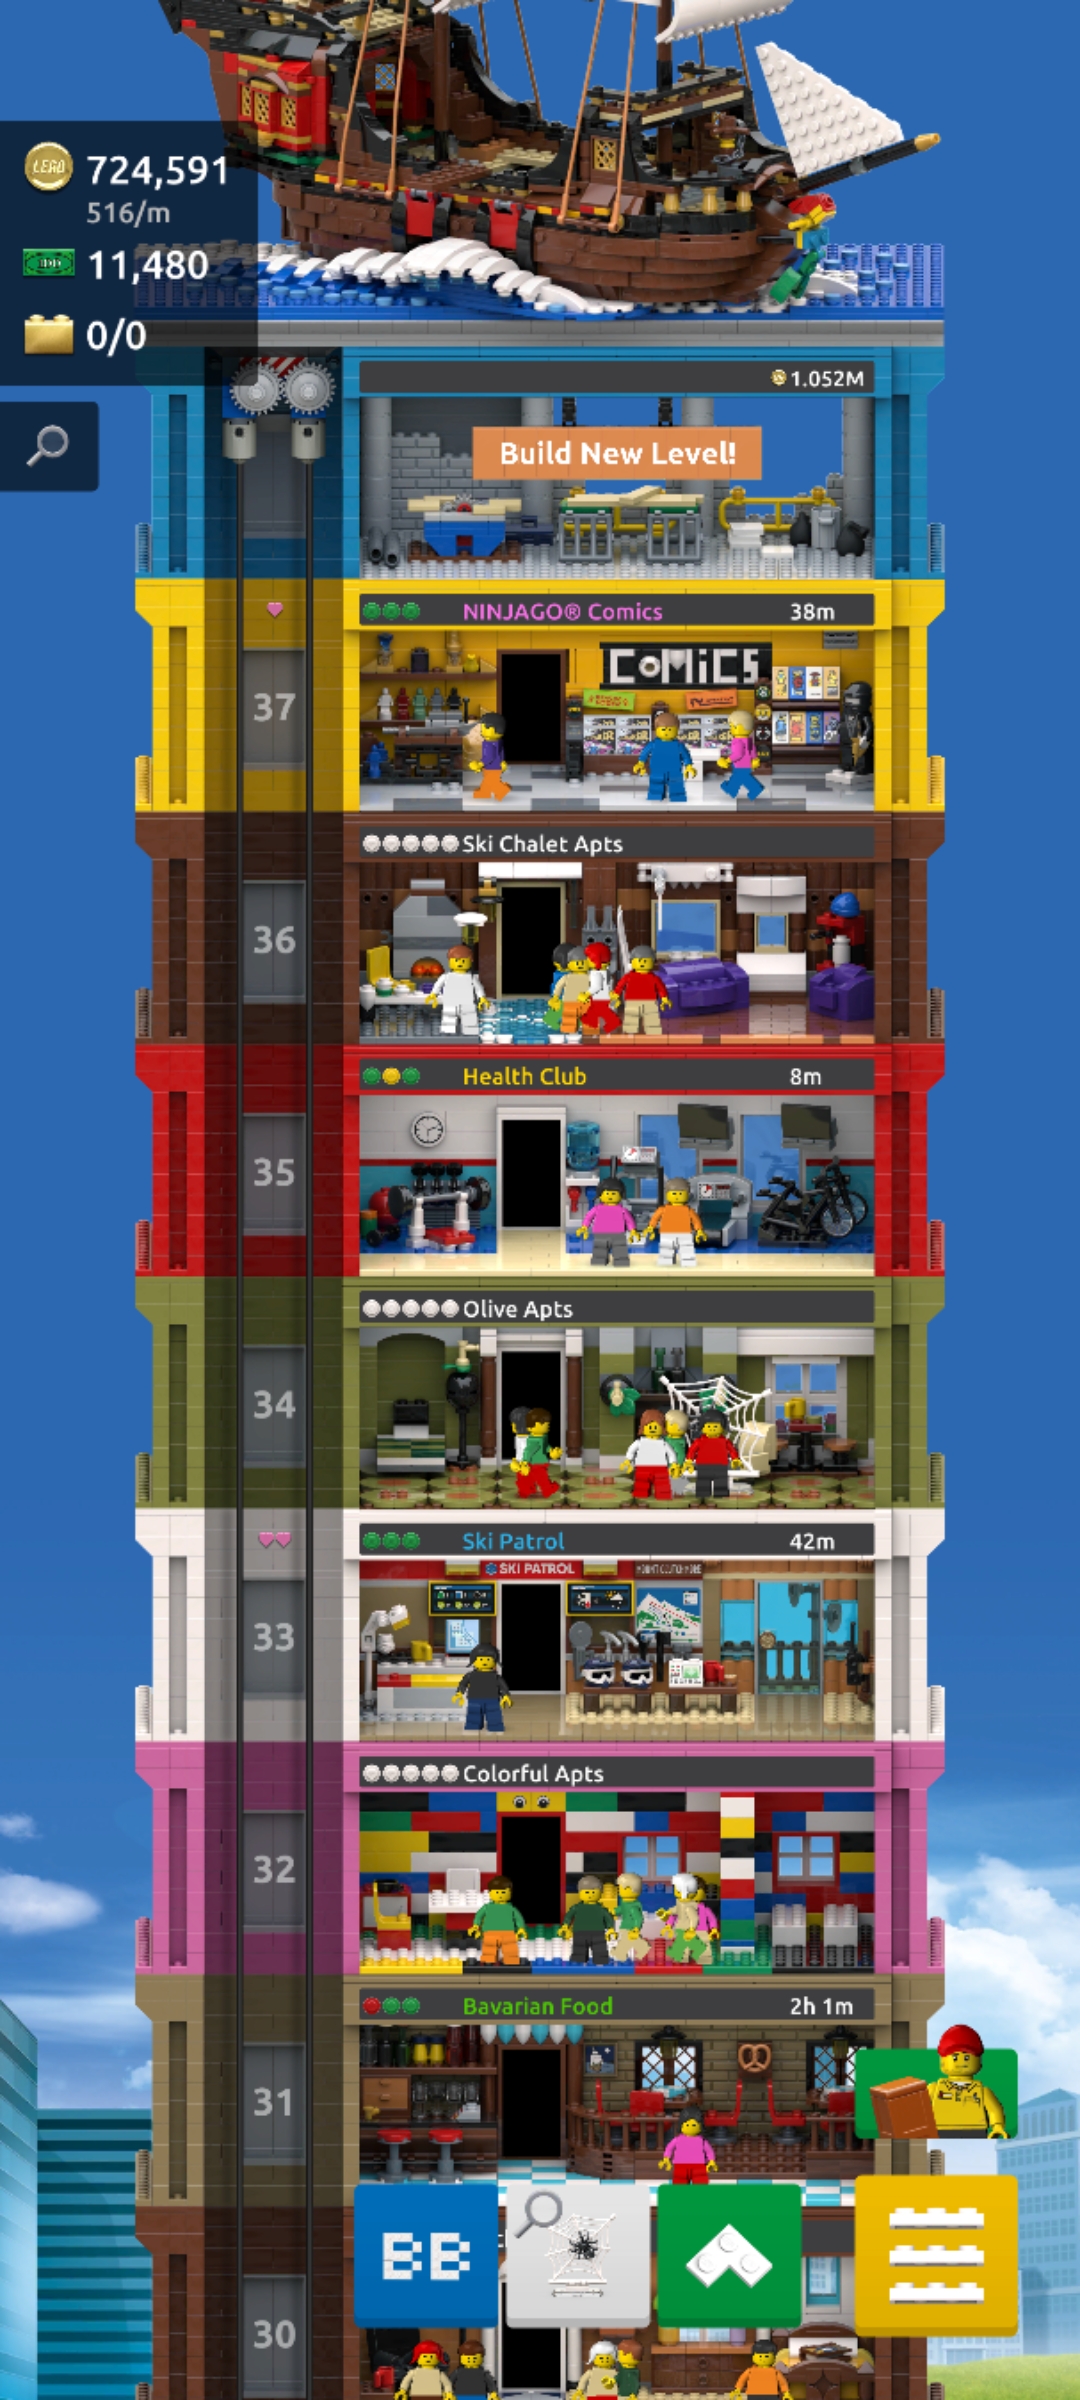 LEGO
724,591
516/m
11,480
0/0
1.052M
Build New Level!
NINJAGO® Comics
38m
COMiCS
37
Ski Chalet Apts
36
Health Club
8m
35
Olive Apts
34
Ski Patrol
42m
SKI PATROL
33
Colorful Apts
32
Bavarian Food
2h 1m
31
BB
30